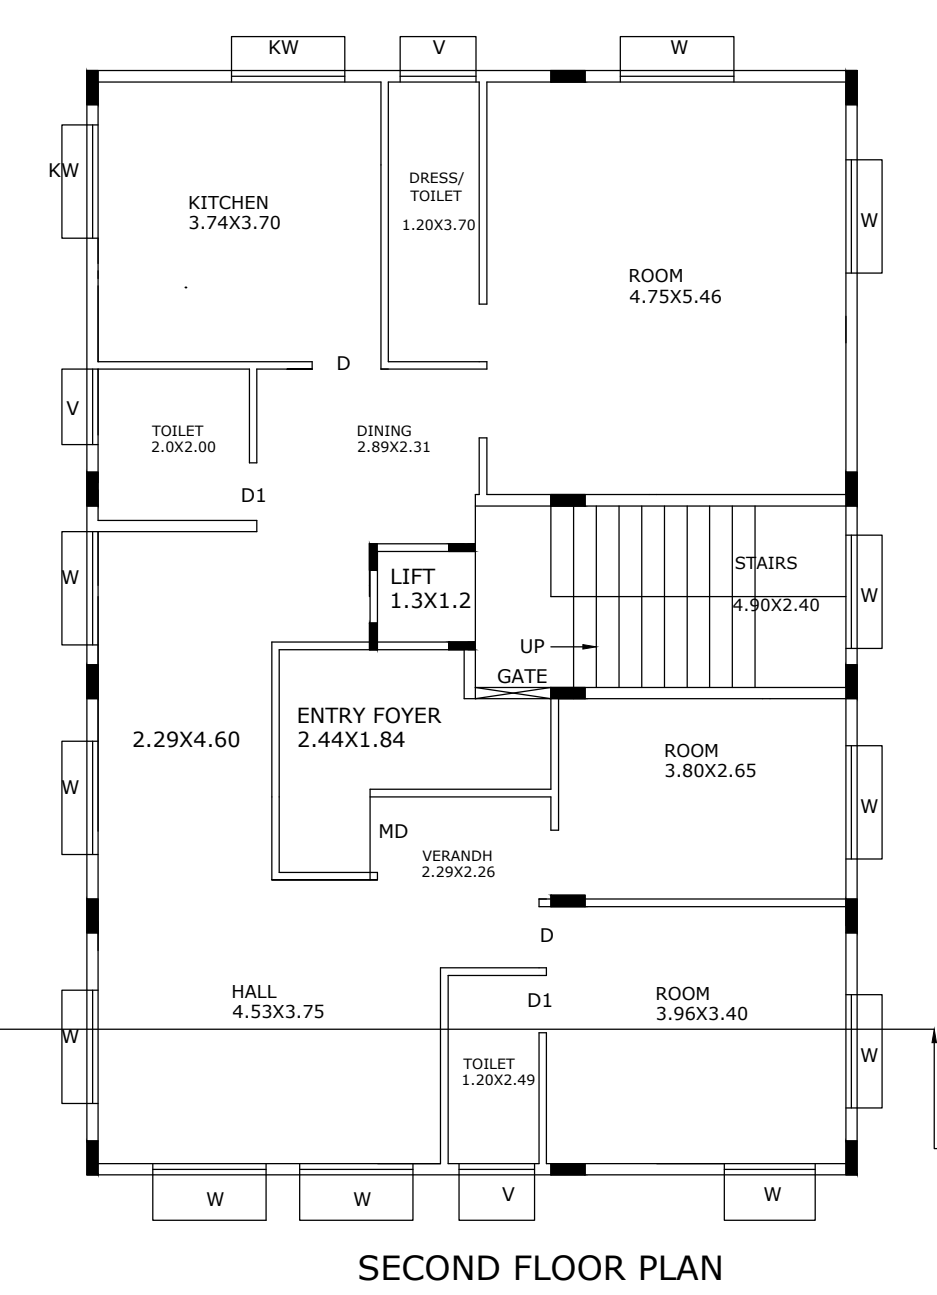 KW
V
W
KW
KITCHEN
3.74X3.70
DRESS/
TOILET
1.20X3.70
W
ROOM
4.75X5.46
D
V
TOILET
2.0X2.00
DINING
2.89X2.31
D1
W
LIFT
1.3X1.2
STAIRS
4.90X2.40
W
UP
GATE
ENTRY FOYER
2.44X1.84
2.29X4.60
ROOM
3.80X2.65
W
W
MD
VERANDH
2.29X2.26
D
HALL
4.53X3.75
D1
ROOM
3.96X3.40
W
W
TOILET
1.20X2.49
W
W
V
W
SECOND FLOOR PLAN